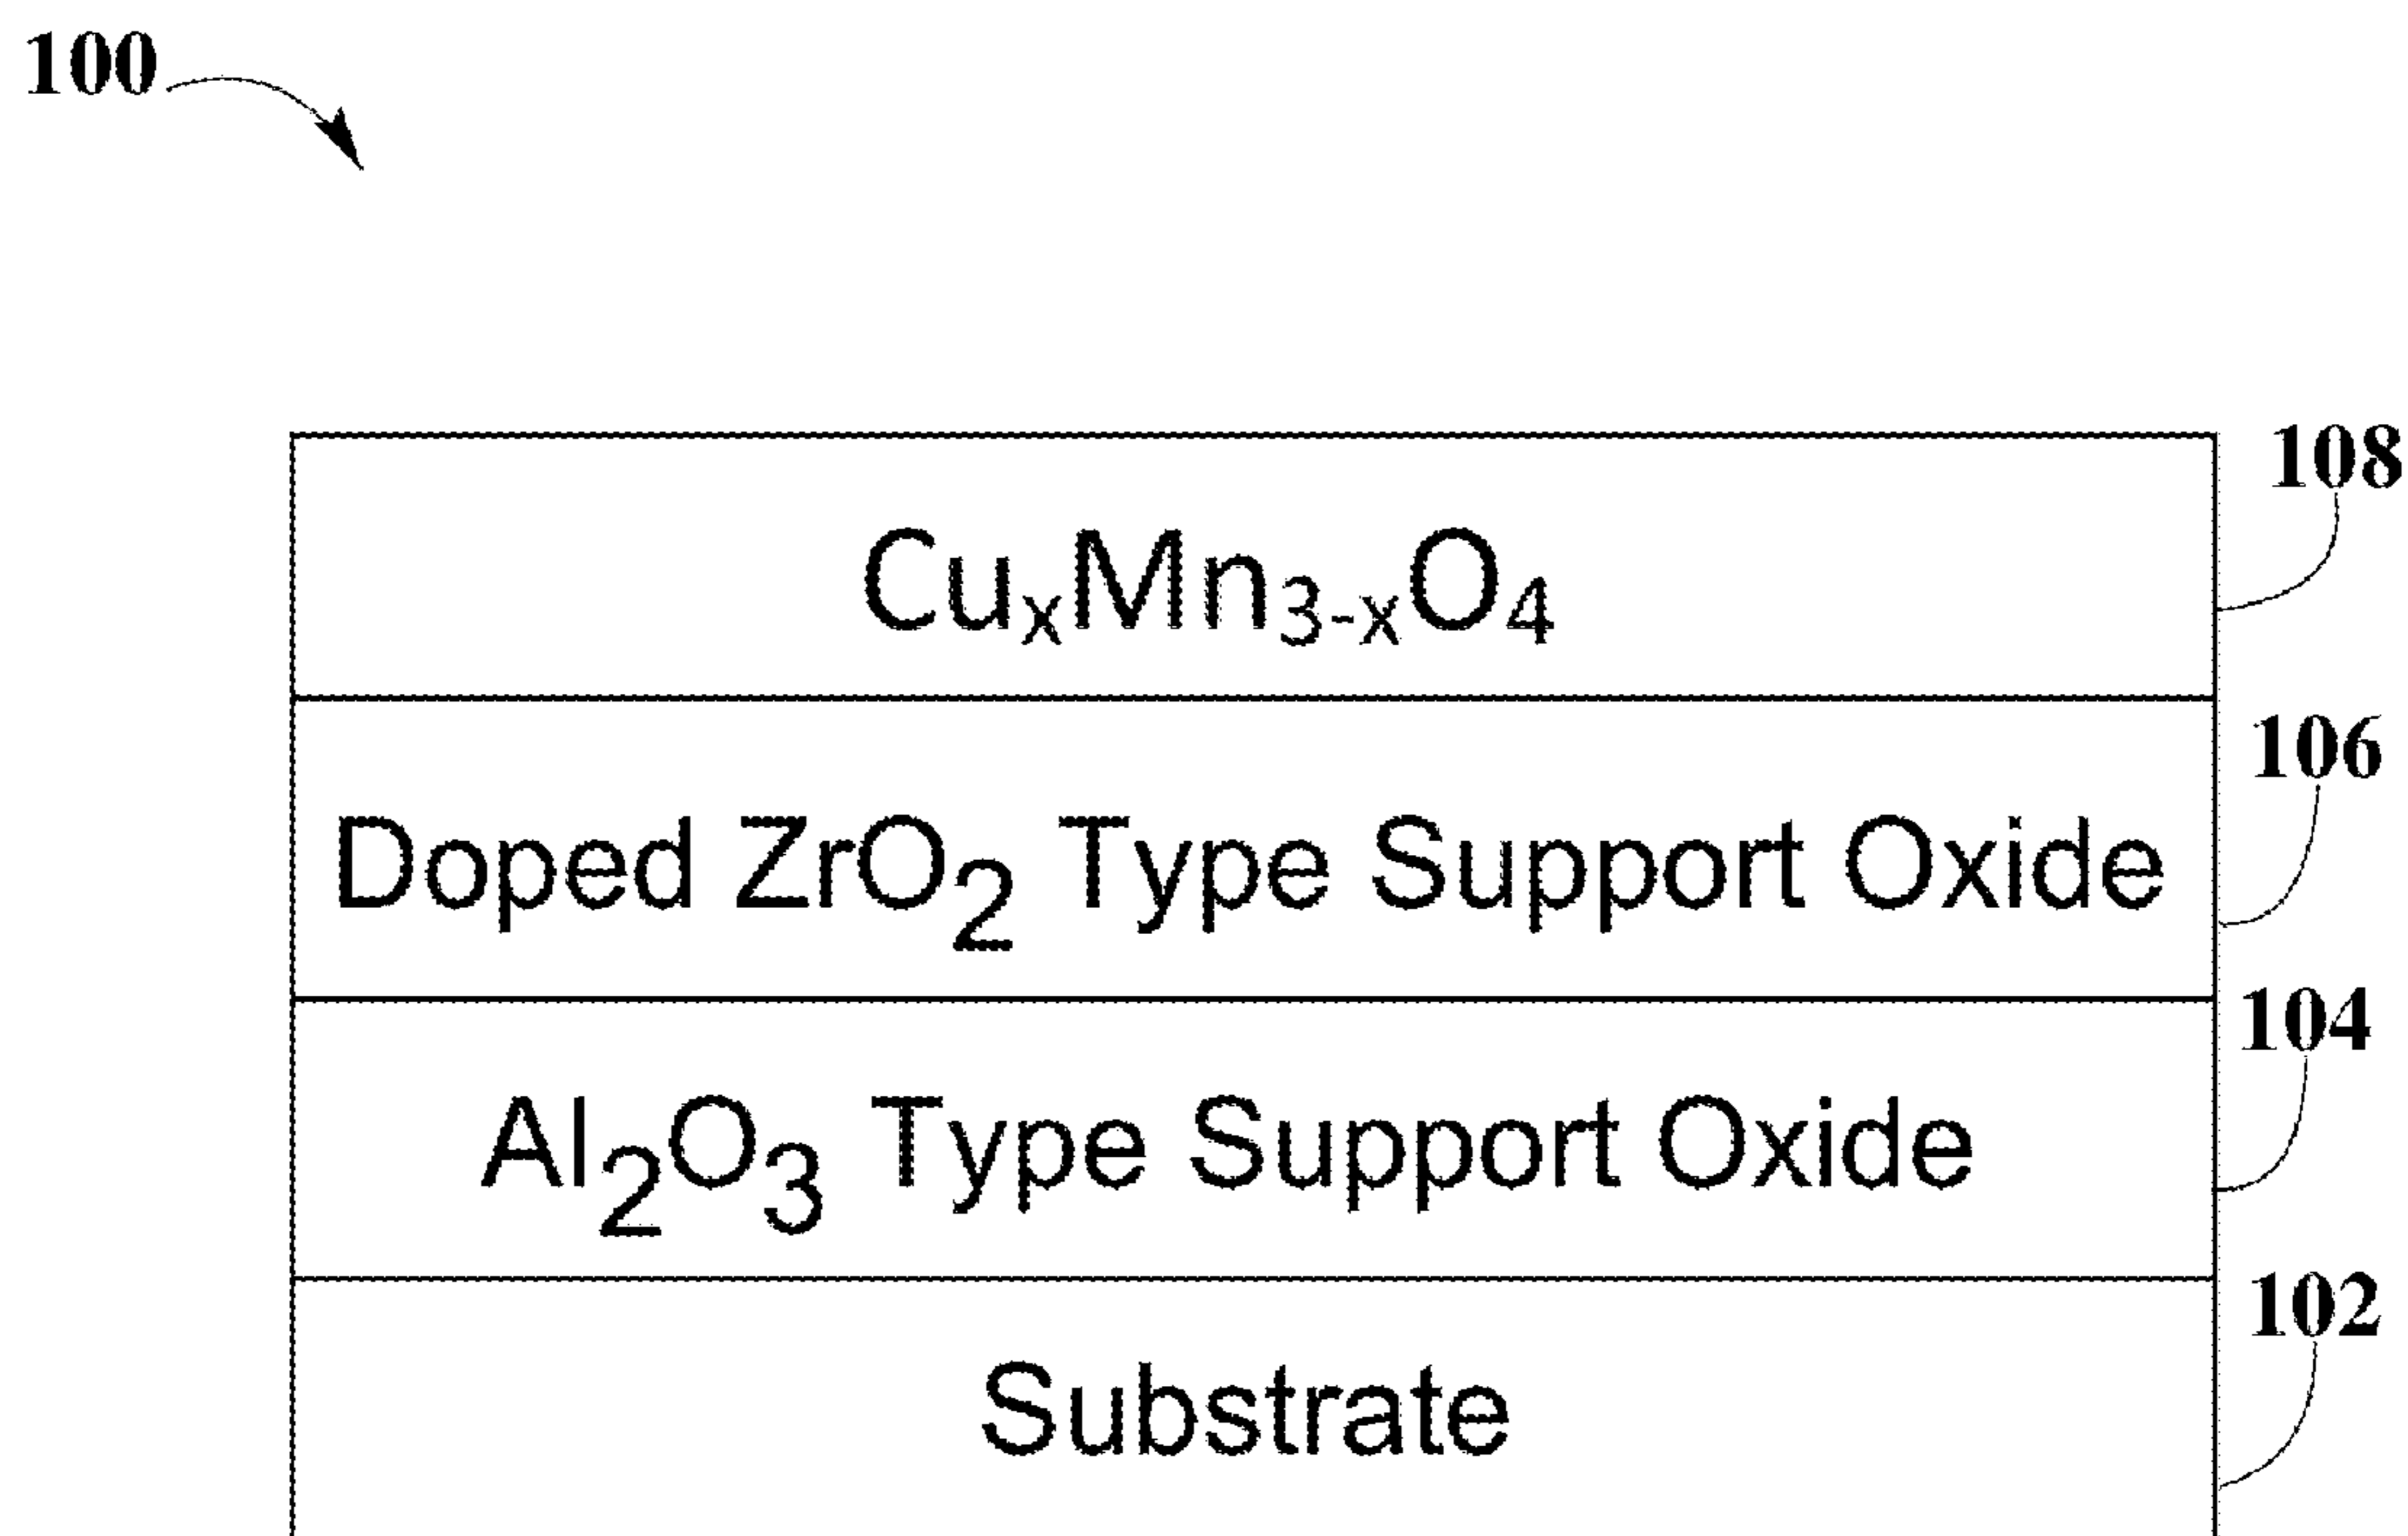 100
108
CuₓMn₃₋ₓO₄
106
Doped ZrO₂ Type Support Oxide
104
Al₂O₃ Type Support Oxide
102
Substrate